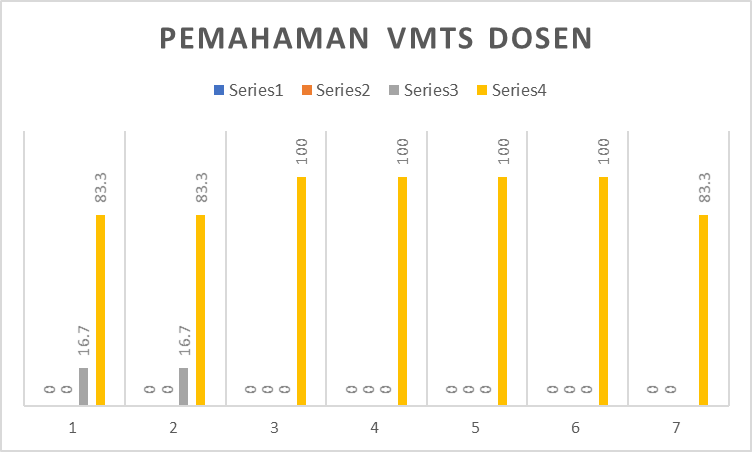 PEMAHAMAN VMTS DOSEN
Series1 Series2 Series3 Series4
0 0 16.7 83.3 0 0 16.7 83.3 0 0 0 100 0 0 0 100 0 0 0 100 0 0 0 100 0 0 83.3
1 2 3 4 5 6 7